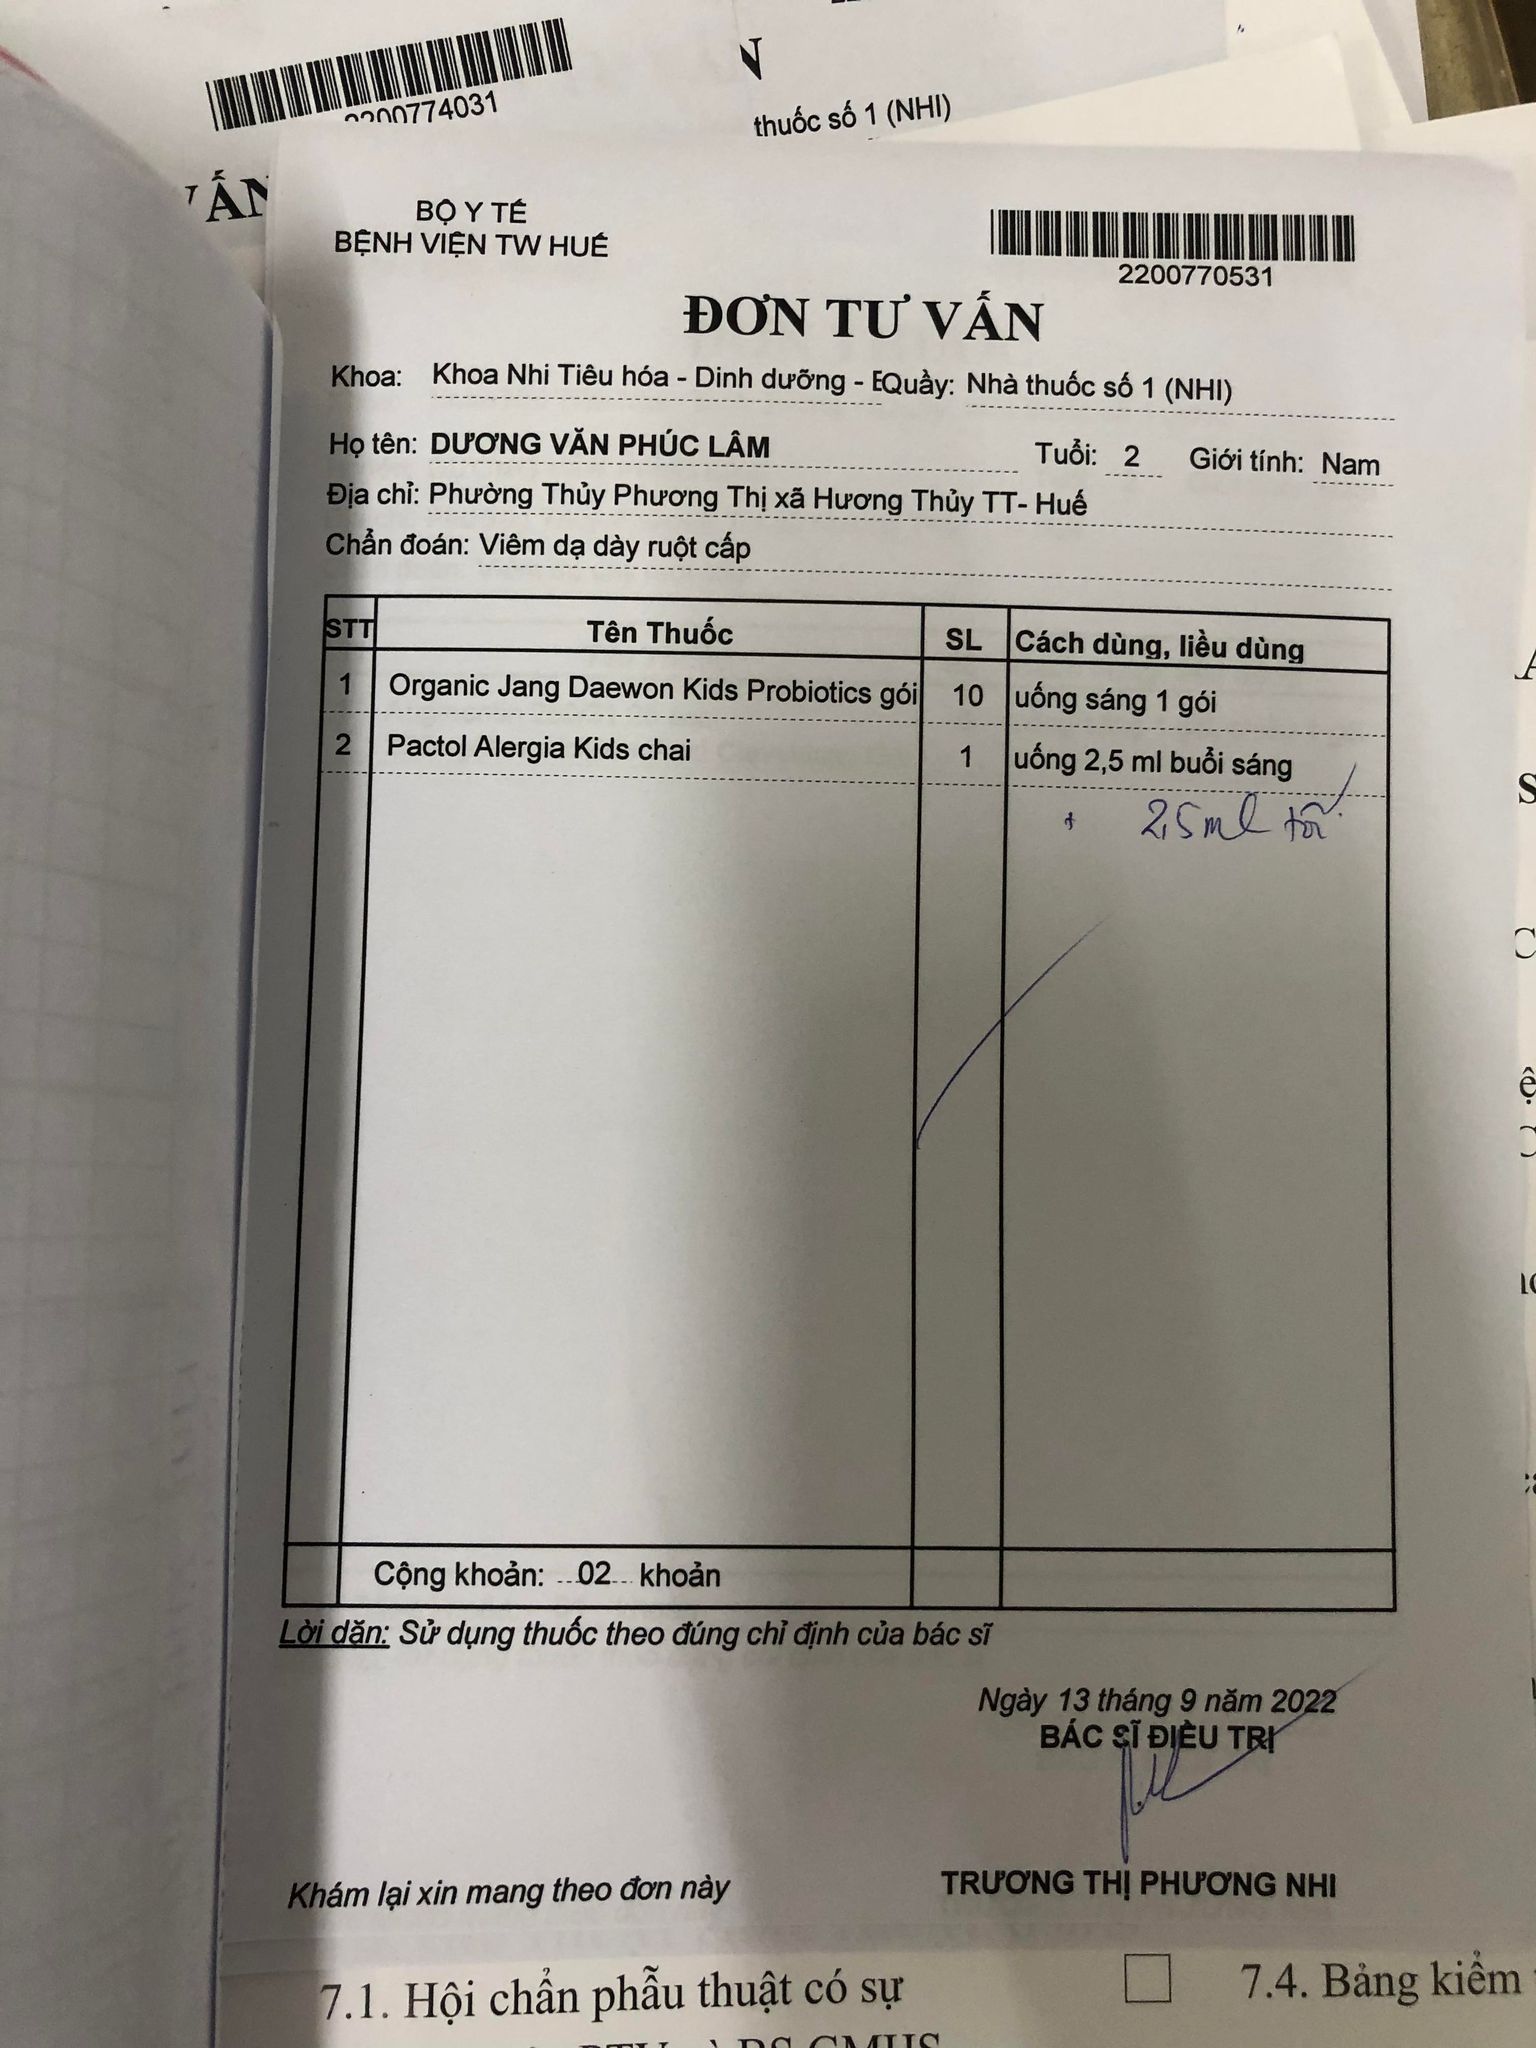 2200774031
thuốc số 1 (NHI)
BỘ Y TẾ
BỆNH VIỆN TW HUẾ
2200770531
ĐƠN TƯ VẤN
Khoa: Khoa Nhi Tiêu hóa - Dinh dưỡng - E Quầy: Nhà thuốc số 1 (NHI)
Họ tên: DƯƠNG VĂN PHÚC LÂM Tuổi: 2 Giới tính: Nam
Địa chỉ: Phường Thủy Phương Thị xã Hương Thủy TT- Huế
Chẩn đoán: Viêm dạ dày ruột cấp
STT Tên Thuốc SL Cách dùng, liều dùng
1 Organic Jang Daewon Kids Probiotics gói 10 uống sáng 1 gói
2 Pactol Alergia Kids chai 1 uống 2,5 ml buổi sáng
+ 2,5ml tối
Cộng khoản: 02 khoản
Lời dặn: Sử dụng thuốc theo đúng chỉ định của bác sĩ
Ngày 13 tháng 9 năm 2022
BÁC SĨ ĐIỀU TRỊ
Khám lại xin mang theo đơn này TRƯƠNG THỊ PHƯƠNG NHI
7.1. Hội chẩn phẫu thuật có sự 7.4. Bảng kiểm